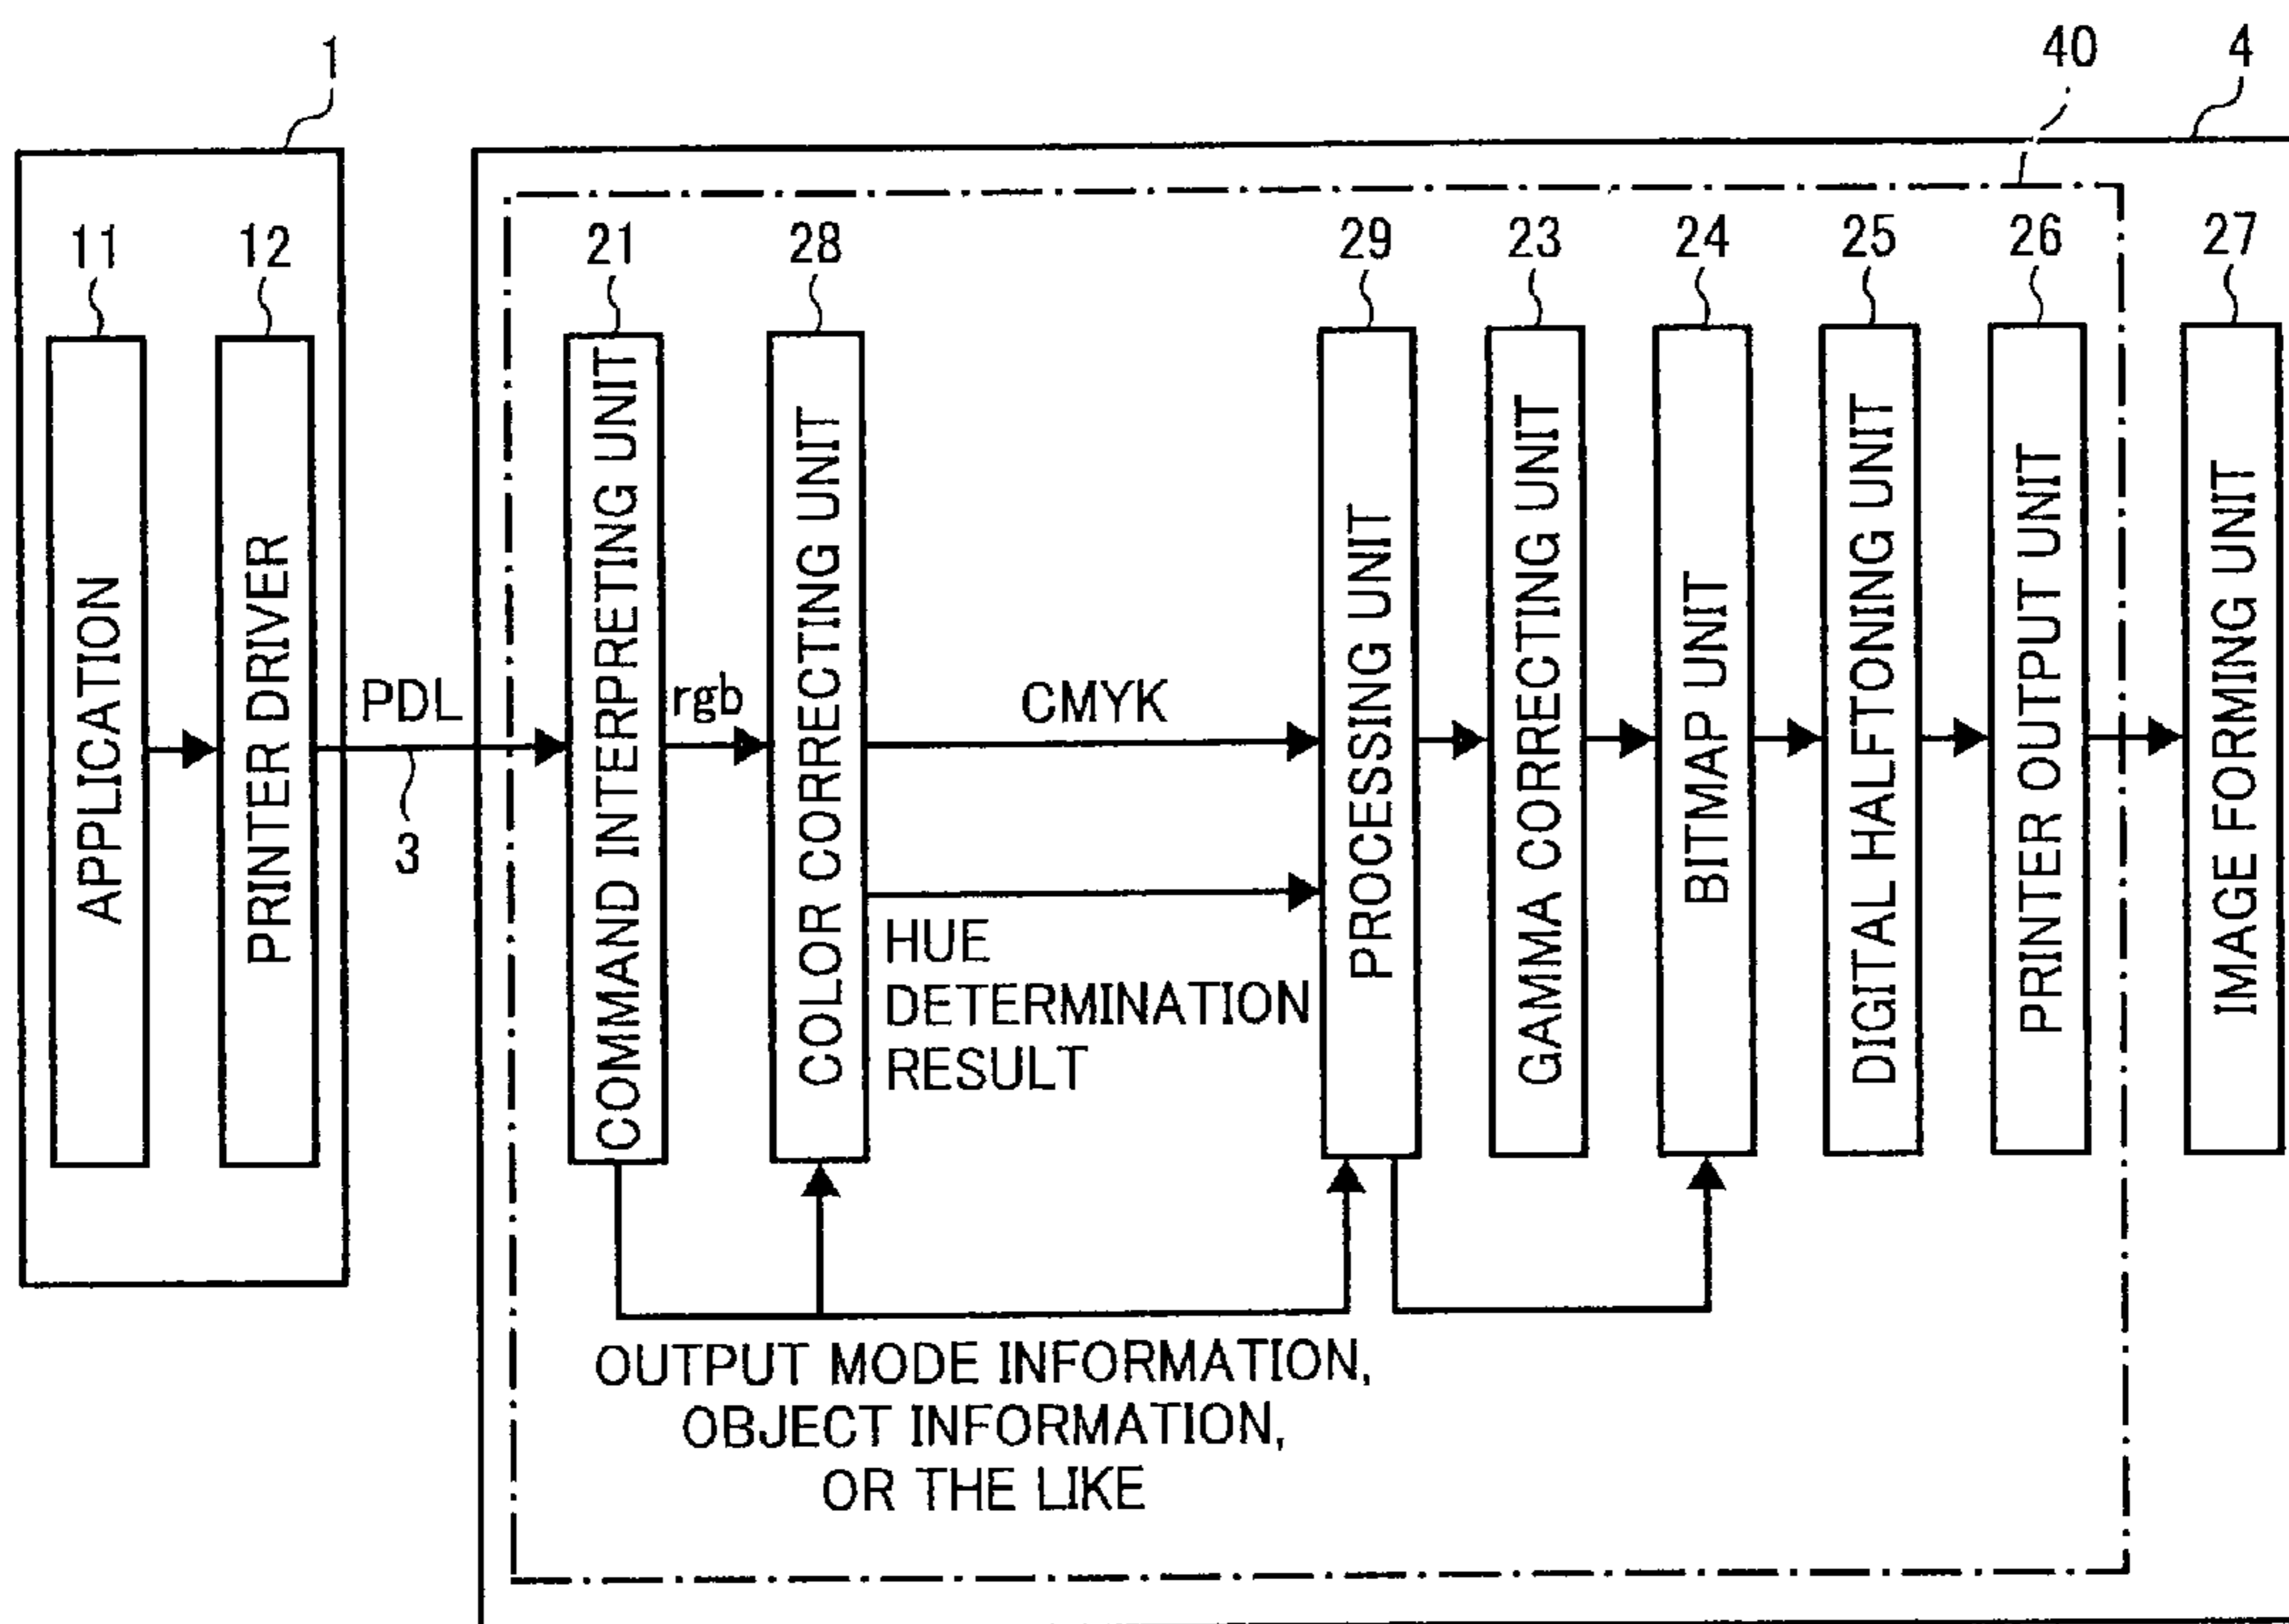 1
40
4
11
12
21
28
29
23
24
25
26
27
APPLICATION
PRINTER DRIVER
PDL
3
COMMAND INTERPRETING UNIT
rgb
COLOR CORRECTING UNIT
CMYK
HUE
DETERMINATION
RESULT
PROCESSING UNIT
GAMMA CORRECTING UNIT
BITMAP UNIT
DIGITAL HALFTONING UNIT
PRINTER OUTPUT UNIT
IMAGE FORMING UNIT
OUTPUT MODE INFORMATION,
OBJECT INFORMATION,
OR THE LIKE